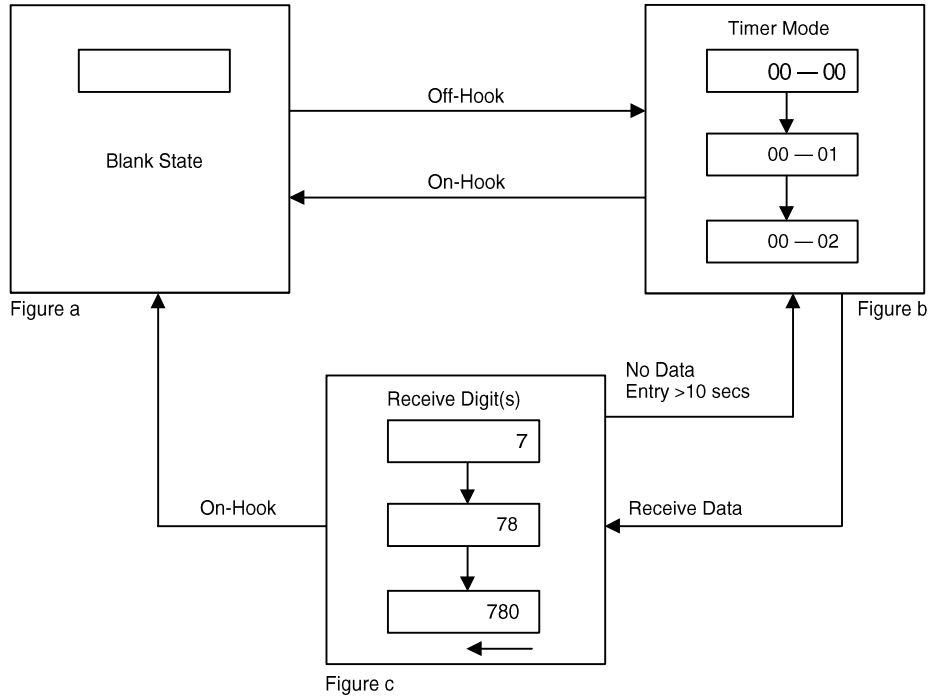 Timer Mode
00 — 00
Off-Hook
Blank State
00 — 01
On-Hook
00 — 02
Figure a
Figure b
No Data
Entry >10 secs
Receive Digit(s)
7
On-Hook
78
Receive Data
780
Figure c